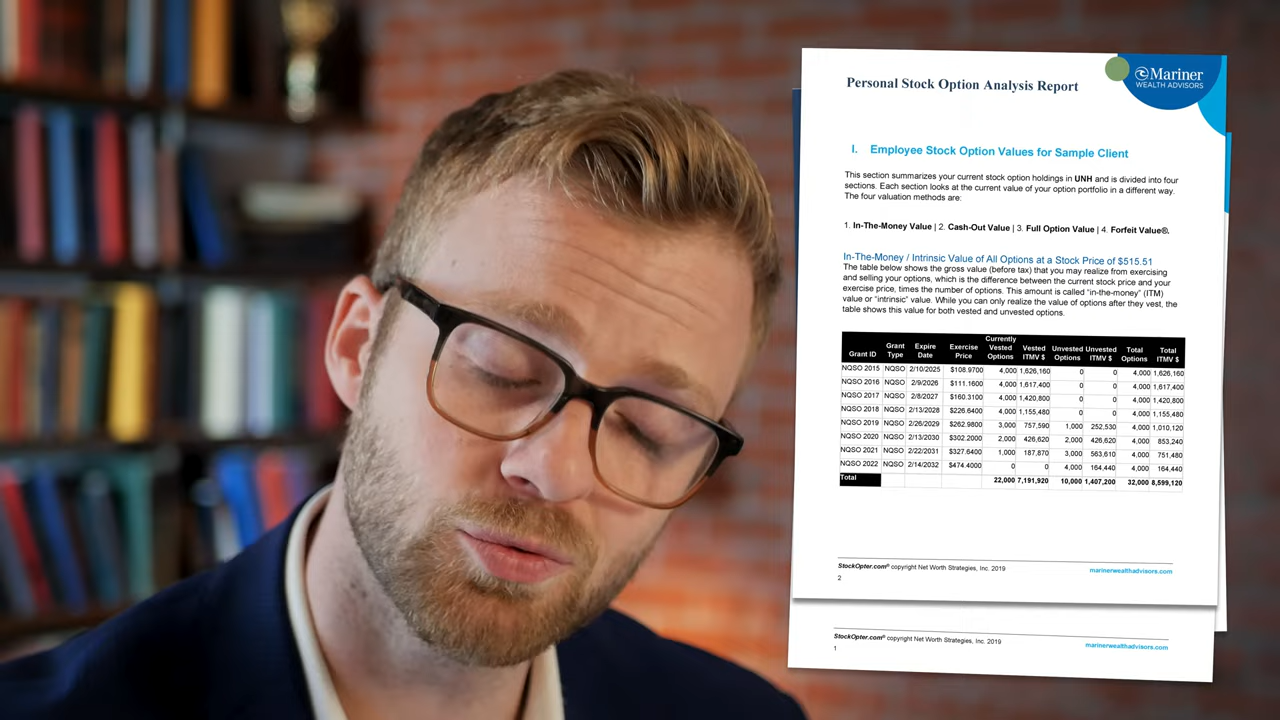 Personal Stock Option Analysis Report
Mariner
WEALTH ADVISORS
I. Employee Stock Option Values for Sample Client
This section summarizes your current stock option holdings in UNH and is divided into four
sections. Each section looks at the current value of your option portfolio in a different way.
The four valuation methods are:
1. In-The-Money Value | 2. Cash-Out Value | 3. Full Option Value | 4. Forfeit Value®.
In-The-Money / Intrinsic Value of All Options at a Stock Price of $515.51
The table below shows the gross value (before tax) that you may realize from exercising
and selling your options, which is the difference between the current stock price and your
exercise price, times the number of options. This amount is called “in-the-money” (ITM)
value or “intrinsic” value. While you can only realize the value of options after they vest, the
table shows this value for both vested and unvested options.
Grant ID Grant Type Expire Date Exercise Price Currently Vested Options Vested ITMV $ Unvested Options Unvested ITMV $ Total Options Total ITMV $
NQSO 2015 NQSO 2/10/2025 $108.9700 4,000 1,626,160 0 0 4,000 1,626,160
NQSO 2016 NQSO 2/9/2026 $111.1600 4,000 1,617,400 0 0 4,000 1,617,400
NQSO 2017 NQSO 2/8/2027 $160.3100 4,000 1,420,800 0 0 4,000 1,420,800
NQSO 2018 NQSO 2/13/2028 $226.6400 4,000 1,155,480 0 0 4,000 1,155,480
NQSO 2019 NQSO 2/26/2029 $262.9800 3,000 757,590 1,000 252,530 4,000 1,010,120
NQSO 2020 NQSO 2/13/2030 $302.2000 2,000 426,620 2,000 426,620 4,000 853,240
NQSO 2021 NQSO 2/22/2031 $327.6400 1,000 187,870 3,000 563,610 4,000 751,480
NQSO 2022 NQSO 2/14/2032 $474.4000 0 0 4,000 164,440 4,000 164,440
Total 22,000 7,191,920 10,000 1,407,200 32,000 8,599,120
StockOpter.com® copyright Net Worth Strategies, Inc. 2019 marinerwealthadvisors.com
2
StockOpter.com® copyright Net Worth Strategies, Inc. 2019 marinerwealthadvisors.com
1